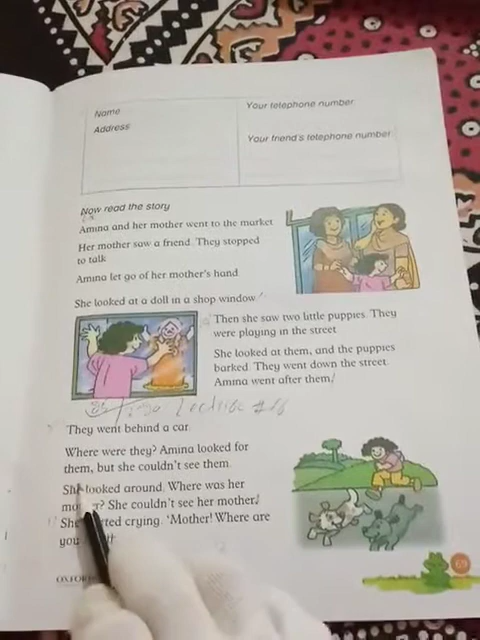 Name
Your telephone number
Address
Your friend's telephone number
Now read the story
Amina and her mother went to the market
Her mother saw a friend. They stopped
to talk
Amina let go of her mother's hand
She looked at a doll in a shop window
Then she saw two little puppies. They
were playing in the street
She looked at them, and the puppies
barked. They went down the street.
Amina went after them
Lecture #
They went behind a car
Where were they? Amina looked for
them, but she couldn't see them
She looked around. Where was her
She couldn't see her mother
She crying. 'Mother! Where are
69